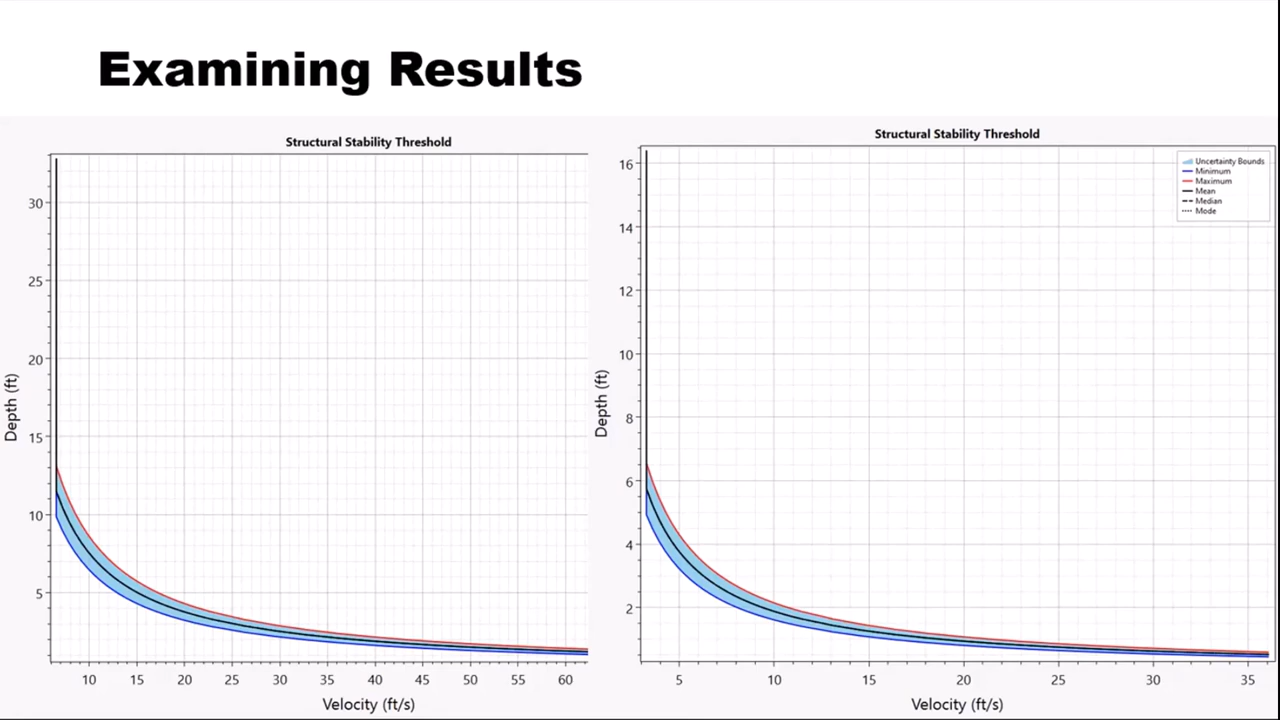 Examining Results
Structural Stability Threshold
30
25
20
15
10
5
Depth (ft)
10 15 20 25 30 35 40 45 50 55 60
Velocity (ft/s)
Structural Stability Threshold
Uncertainty Bounds
Minimum
Maximum
Mean
Median
Mode
16
14
12
10
8
6
4
2
Depth (ft)
5 10 15 20 25 30 35
Velocity (ft/s)